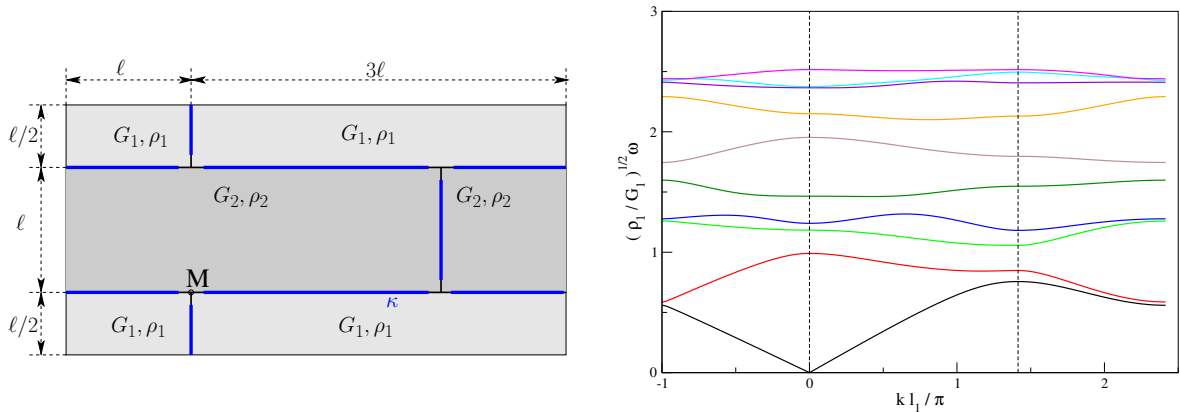 ℓ
3ℓ
ℓ/2
G₁, ρ₁
G₁, ρ₁
ℓ
G₂, ρ₂
G₂, ρ₂
M
κ
ℓ/2
G₁, ρ₁
G₁, ρ₁
3
2
1
0
-1
0
1
2
( ρ₁ / G₁ )^1/2 ω
k l₁ / π